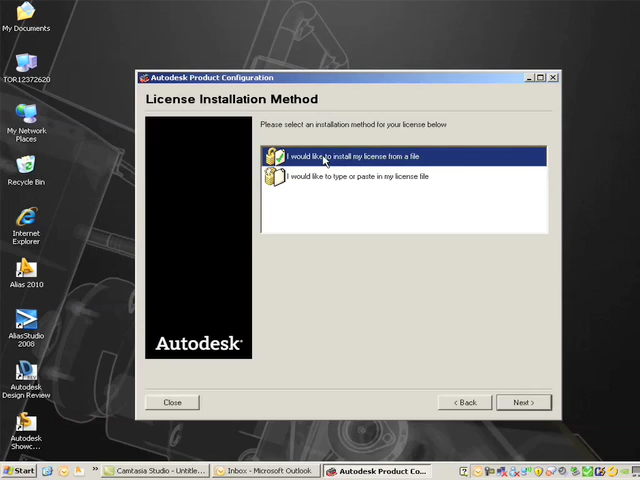 My Documents
TOR12372620
My Network
Places
Recycle Bin
Internet
Explorer
Alias 2010
AliasStudio
2008
Autodesk
Design Review
Autodesk
Showc...
Autodesk Product Configuration
License Installation Method
Please select an installation method for your license below
I would like to install my license from a file
I would like to type or paste in my license file
Autodesk
Close
< Back
Next >
Start
Camtasia Studio - Untitle...
Inbox - Microsoft Outlook
Autodesk Product Co...